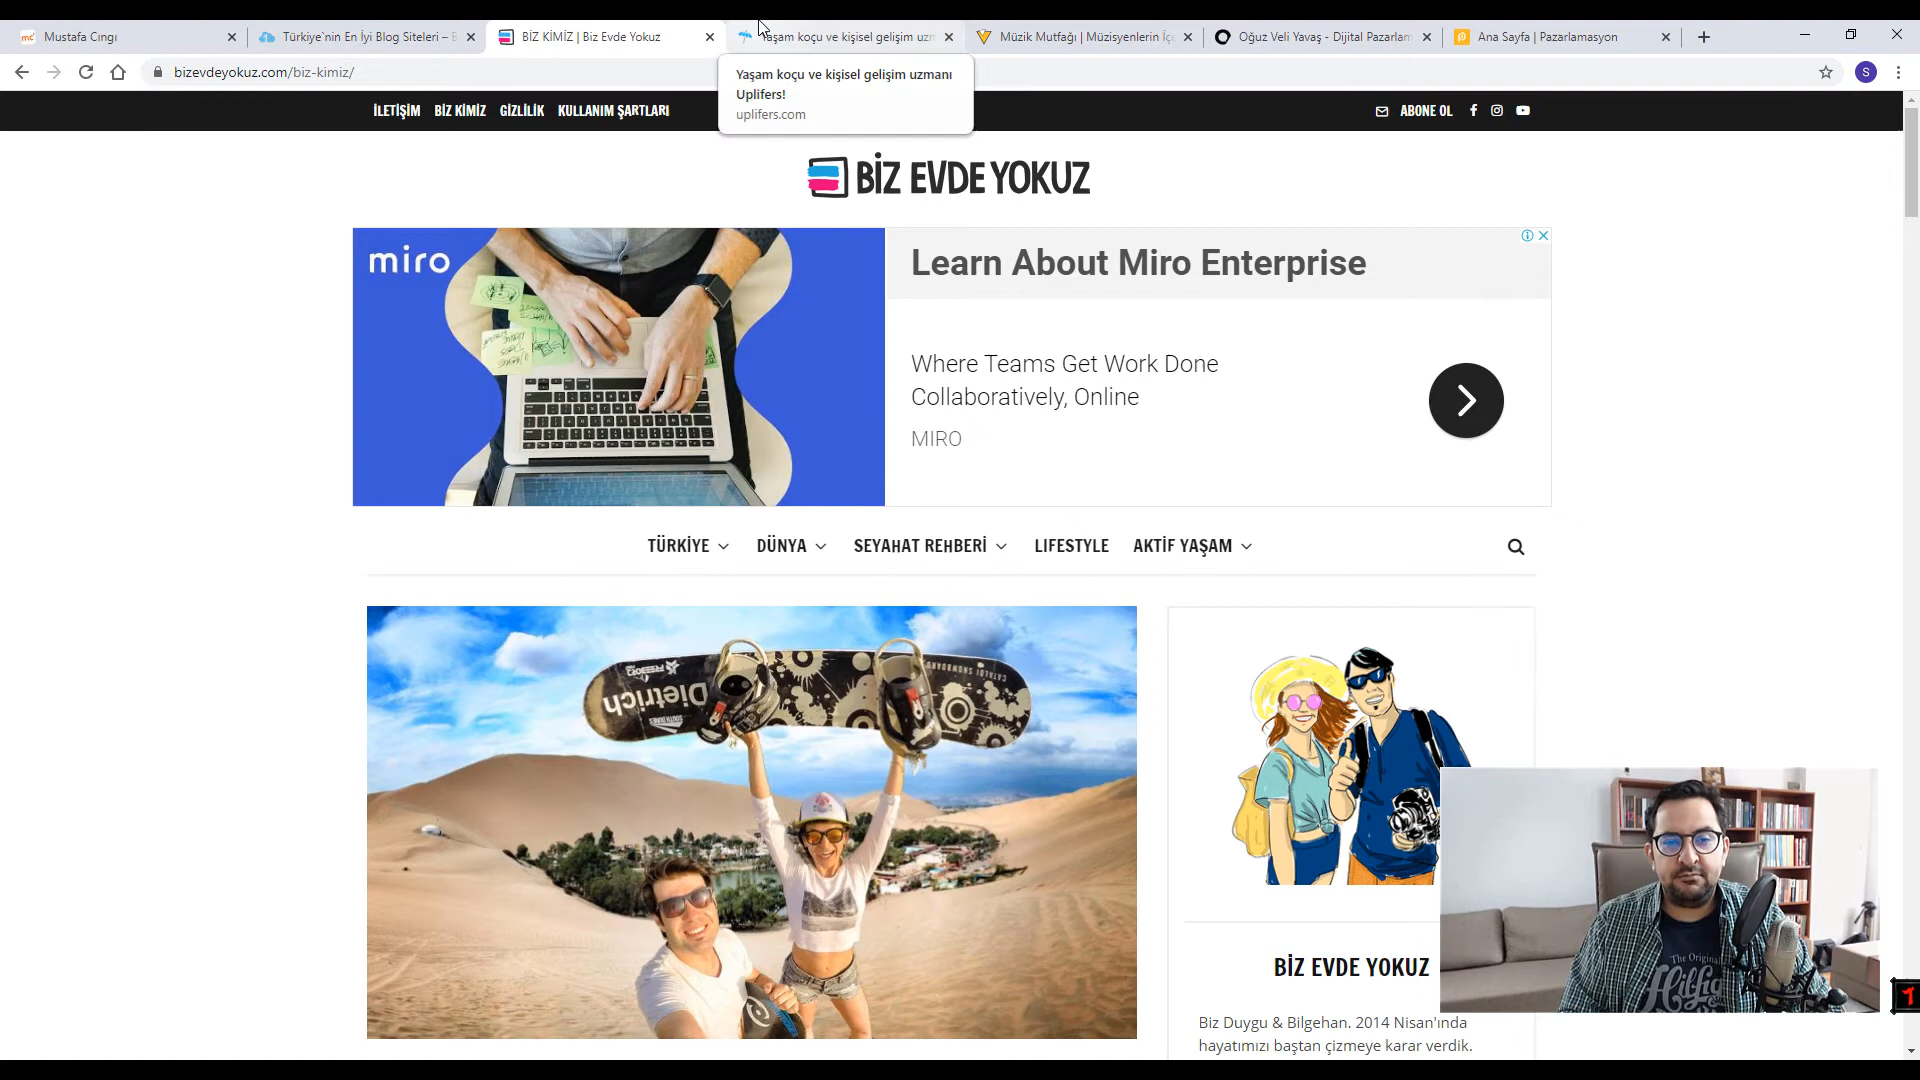 Mustafa Cıngı
Türkiye`nin En İyi Blog Siteleri – B
BİZ KİMİZ | Biz Evde Yokuz
Yaşam koçu ve kişisel gelişim uzm
Müzik Mutfağı | Müzisyenlerin İçe
Oğuz Veli Yavaş - Dijital Pazarlam
Ana Sayfa | Pazarlamasyon
bizevdeyokuz.com/biz-kimiz/
S
Yaşam koçu ve kişisel gelişim uzmanı
Uplifers!
uplifers.com
İLETİŞİM BİZ KİMİZ GİZLİLİK KULLANIM ŞARTLARI
ABONE OL
BİZ EVDE YOKUZ
miro
Learn About Miro Enterprise
Where Teams Get Work Done
Collaboratively, Online
MIRO
TÜRKİYE DÜNYA SEYAHAT REHBERİ LIFESTYLE AKTİF YAŞAM
Dietrich
BİZ EVDE YOKUZ
Biz Duygu & Bilgehan. 2014 Nisan'ında
hayatımızı baştan çizmeye karar verdik.
The Original
Hilfig